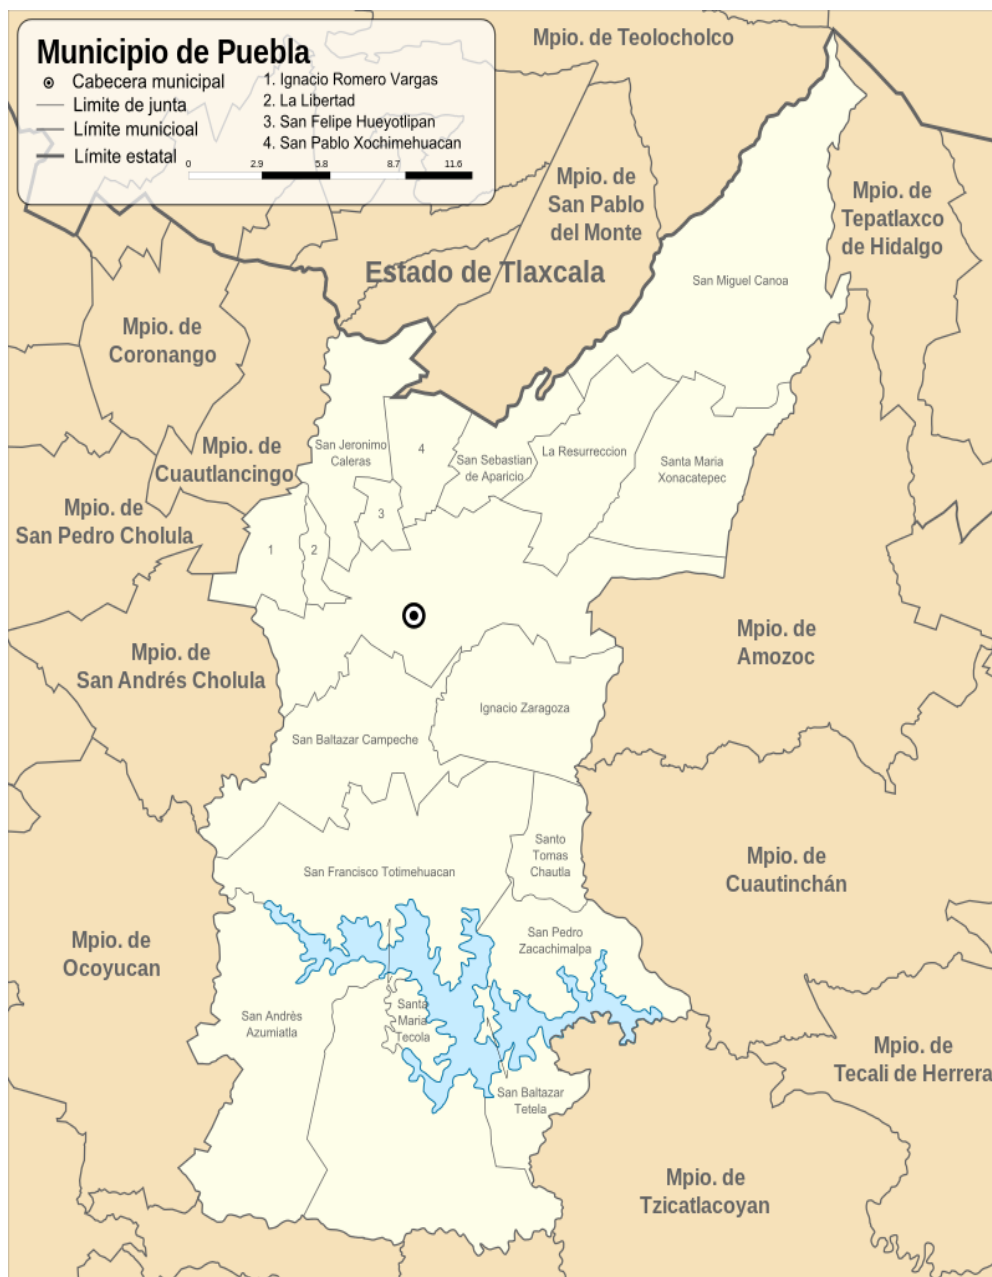 Municipio de Puebla
Cabecera municipal
Limite de junta
Límite municioal
Límite estatal
1. Ignacio Romero Vargas
2. La Libertad
3. San Felipe Hueyotlipan
4. San Pablo Xochimehuacan
0 2.9 5.8 8.7 11.6
Mpio. de Teolocholco
Mpio. de
San Pablo
del Monte
Mpio. de
Tepatlaxco
de Hidalgo
Estado de Tlaxcala
San Miguel Canoa
Mpio. de
Coronango
Mpio. de
Cuautlancingo
San Jeronimo
Caleras
4
San Sebastian
de Aparicio
La Resurreccion
Santa Maria
Xonacatepec
Mpio. de
San Pedro Cholula
3
1
2
Mpio. de
San Andrés Cholula
Mpio. de
Amozoc
Ignacio Zaragoza
San Baltazar Campeche
Santo
Tomas
Chautla
San Francisco Totimehuacan
Mpio. de
Cuautinchán
Mpio. de
Ocoyucan
San Pedro
Zacachimalpa
San Andrès
Azumiatla
Santa
Maria
Tecola
Mpio. de
Tecali de Herrera
San Baltazar
Tetela
Mpio. de
Tzicatlacoyan